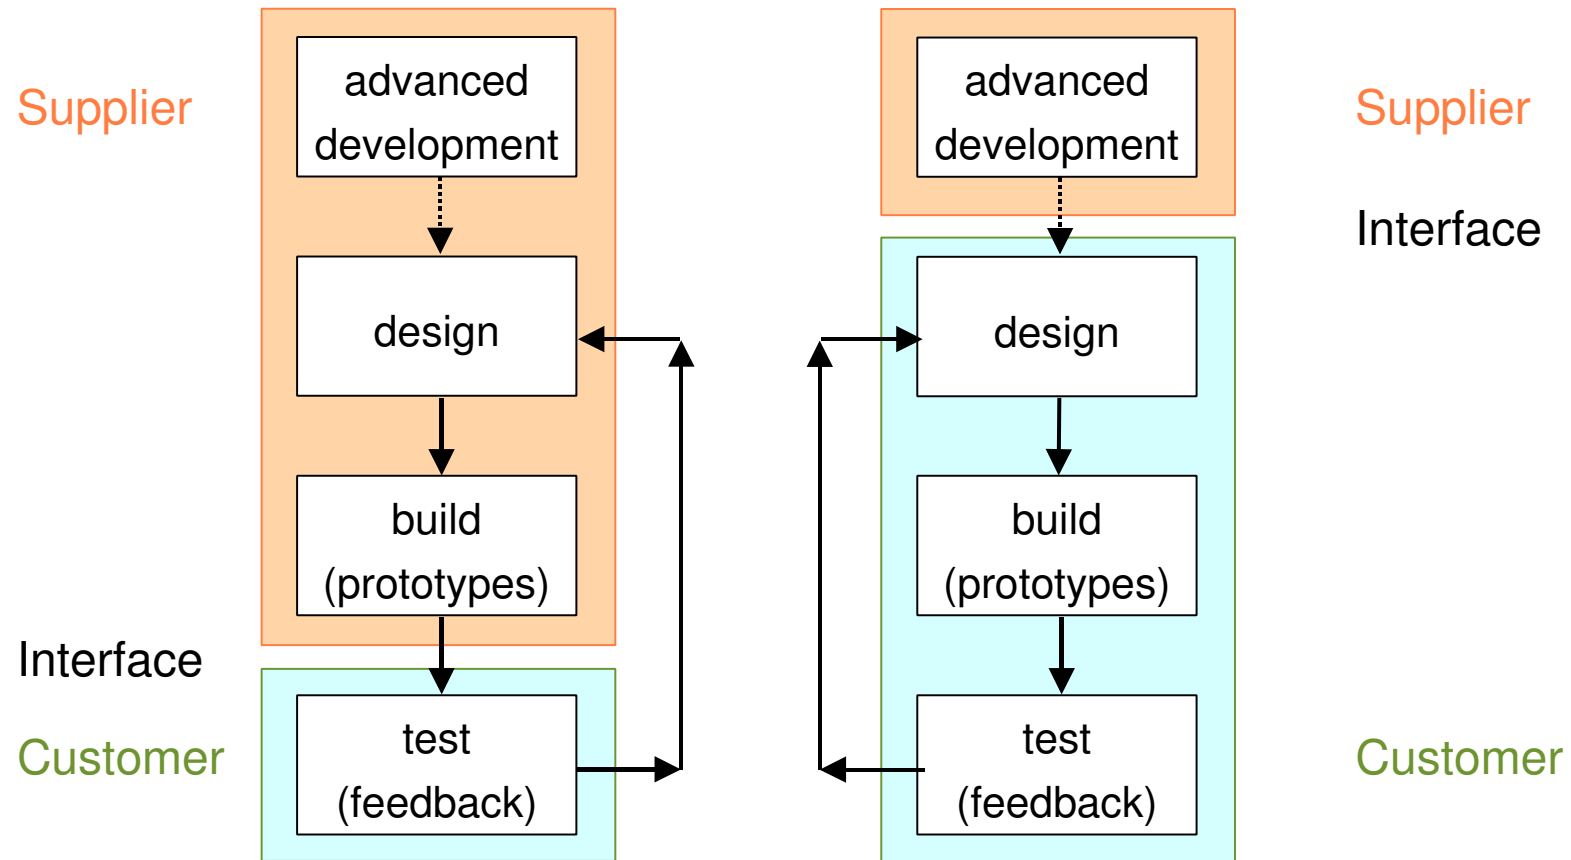 Supplier
advanced
development
design
build
(prototypes)
Interface
Customer
test
(feedback)
advanced
development
Supplier
Interface
design
build
(prototypes)
test
(feedback)
Customer